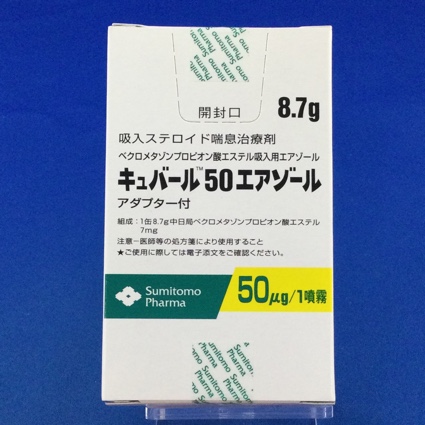 開封口
8.7g
吸入ステロイド喘息治療剤
ベクロメタゾンプロピオン酸エステル吸入用エアゾール
キュバール™50エアゾール
アダプター付
組成：1缶8.7g中日局ベクロメタゾンプロピオン酸エステル
7mg
注意－医師等の処方箋により使用すること
★ご使用に際しては電子添文をご確認ください。
Sumitomo
Pharma
50μg/1噴霧
Sumitomo
Pharma